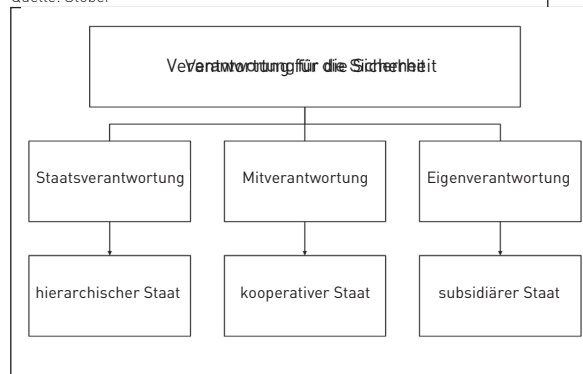 Quelle: Stober
Verantwortung für die Sicherheit
Staatsverantwortung
Mitverantwortung
Eigenverantwortung
hierarchischer Staat
kooperativer Staat
subsidiärer Staat